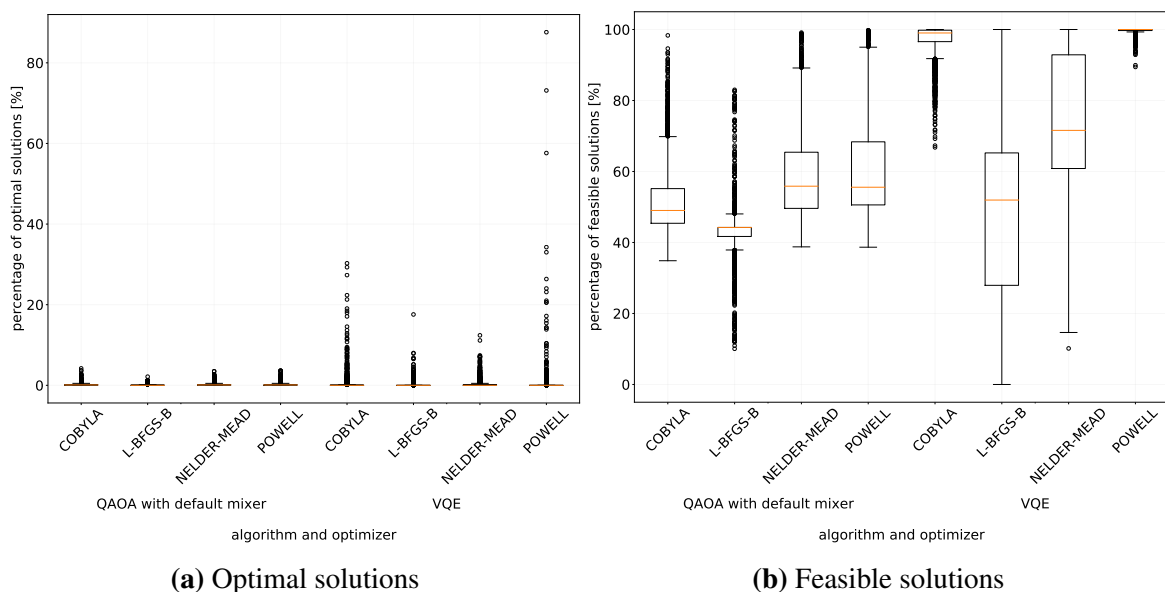 percentage of optimal solutions [%]
80
60
40
20
0
COBYLA
L-BFGS-B
NELDER-MEAD
POWELL
COBYLA
L-BFGS-B
NELDER-MEAD
POWELL
QAOA with default mixer
VQE
algorithm and optimizer
(a) Optimal solutions
percentage of feasible solutions [%]
100
80
60
40
20
0
COBYLA
L-BFGS-B
NELDER-MEAD
POWELL
COBYLA
L-BFGS-B
NELDER-MEAD
POWELL
QAOA with default mixer
VQE
algorithm and optimizer
(b) Feasible solutions